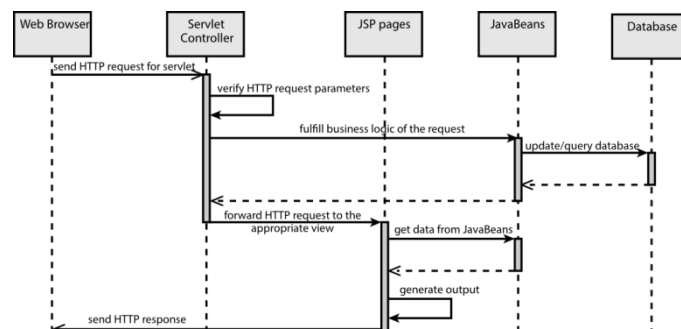 Web Browser
Servlet
Controller
JSP pages
JavaBeans
Database
send HTTP request for servlet
verify HTTP request parameters
fulfill business logic of the request
update/query database
forward HTTP request to the
appropriate view
get data from JavaBeans
generate output
send HTTP response